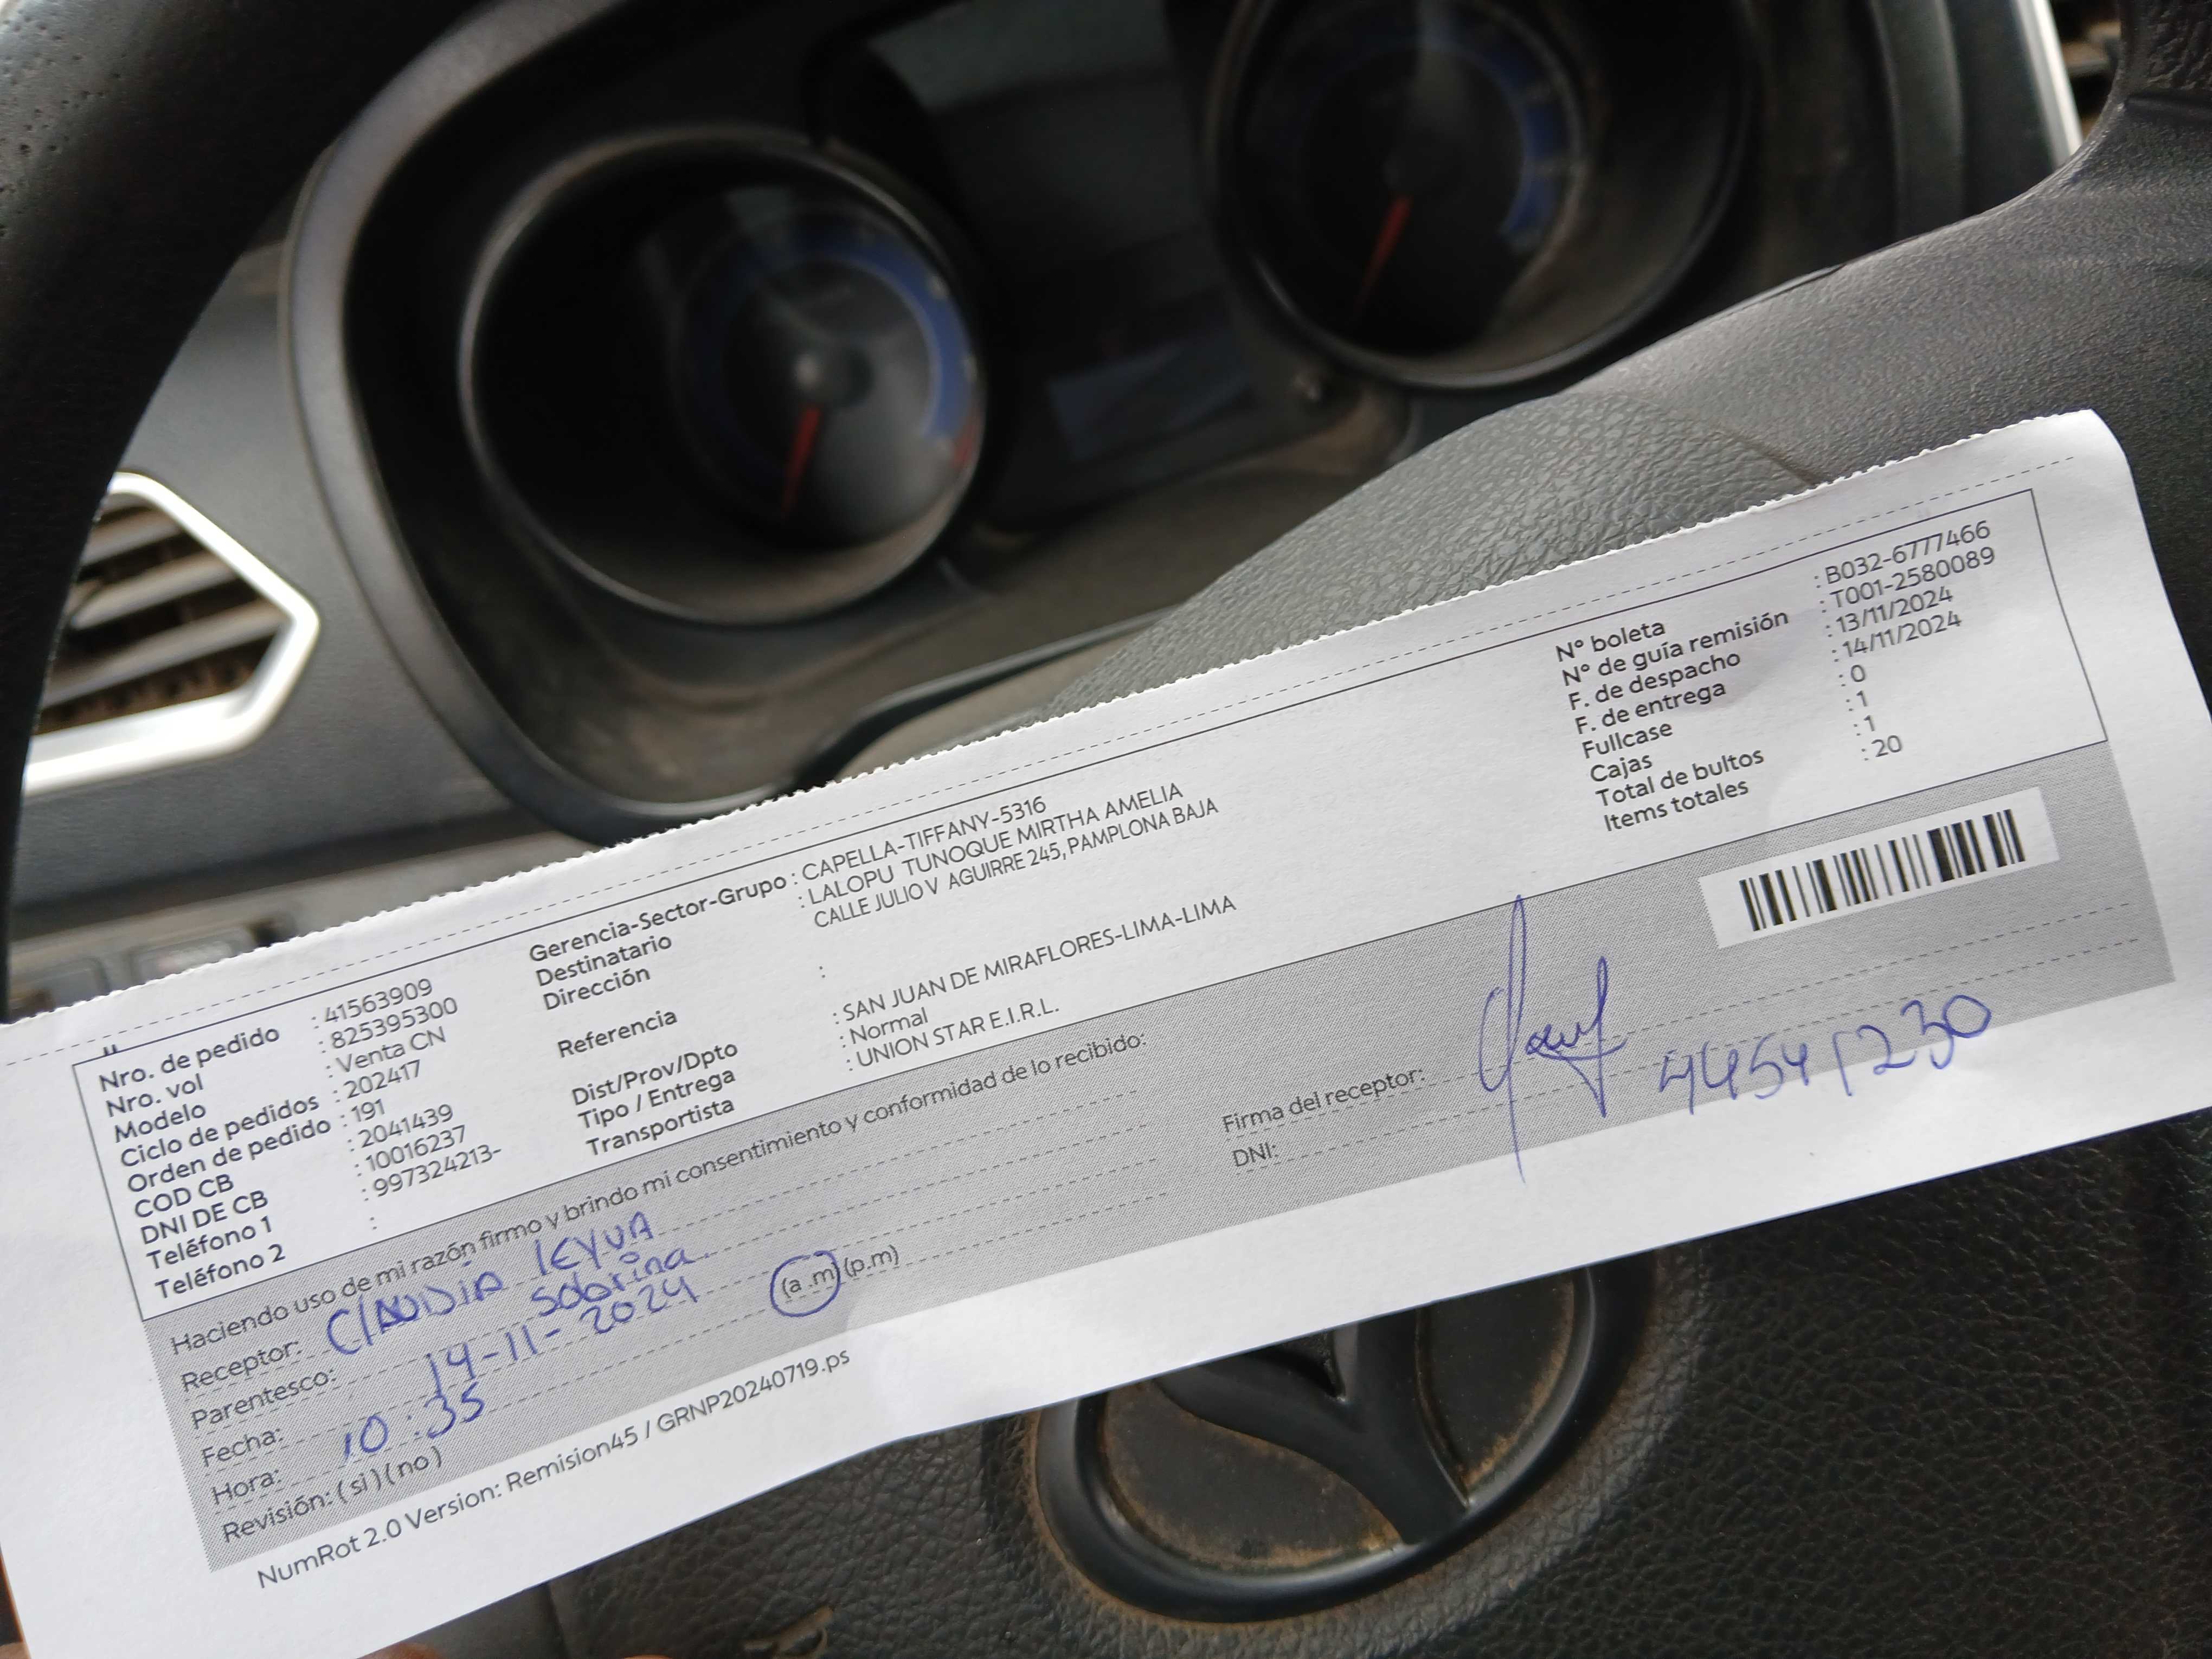 Nro. de pedido : 41563909
Nro. vol : 825395300
Modelo : Venta CN
Ciclo de pedidos : 202417
Orden de pedido : 191
COD CB : 2041439
DNI DE CB : 10016237
Teléfono 1 : 997324213-
Teléfono 2 :
Gerencia-Sector-Grupo : CAPELLA-TIFFANY-5316
Destinatario : LALOPU TUNOQUE MIRTHA AMELIA
Dirección CALLE JULIO V AGUIRRE 245, PAMPLONA BAJA
Referencia :
Dist/Prov/Dpto : SAN JUAN DE MIRAFLORES-LIMA-LIMA
Tipo / Entrega : Normal
Transportista : UNION STAR E.I.R.L.
N° boleta : B032-6777466
N° de guía remisión : T001-2580089
F. de despacho : 13/11/2024
F. de entrega : 14/11/2024
Fullcase : 0
Cajas : 1
Total de bultos : 1
Items totales : 20
Haciendo uso de mi razón firmo y brindo mi consentimiento y conformidad de lo recibido:
Receptor: ClAUDIA lEYVA
Parentesco: sobrina
Fecha: 14-11-2024
Hora: 10:35 (a .m) (p.m)
Revisión: ( si ) ( no )
Firma del receptor:
DNI: 44541230
NumRot 2.0 Version: Remision45 / GRNP20240719.ps